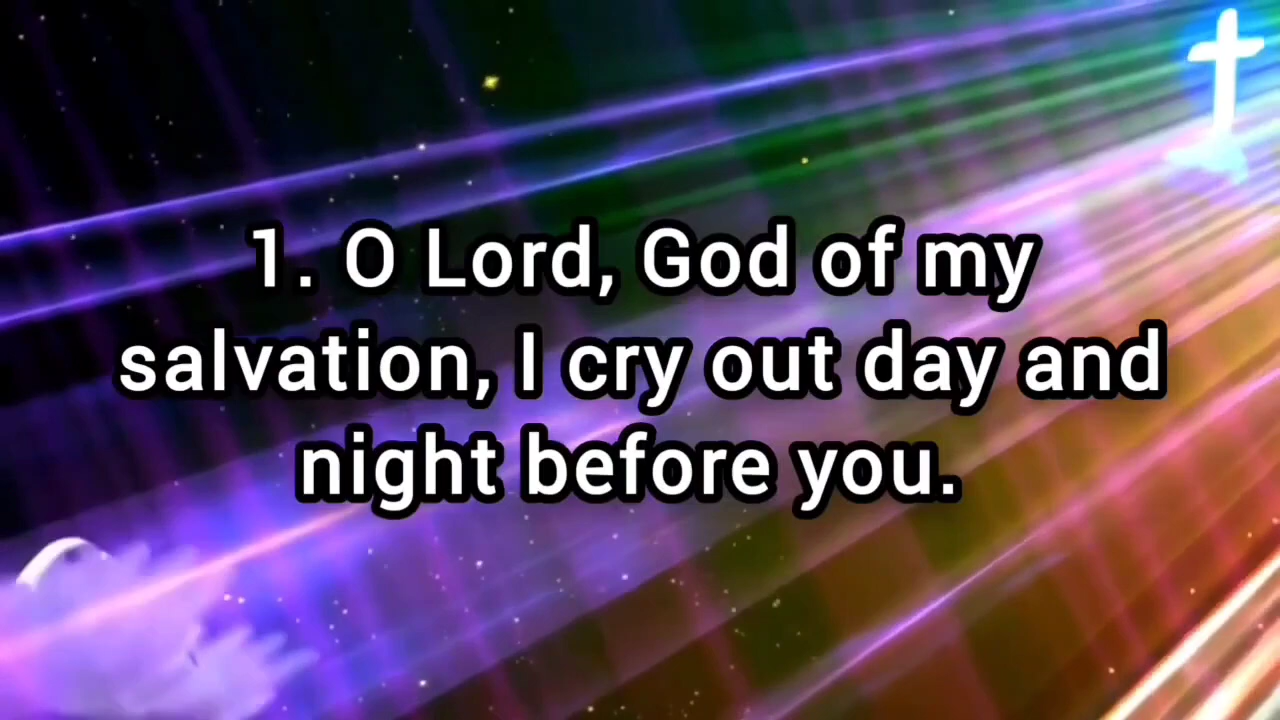 1. O Lord, God of my
salvation, I cry out day and
night before you.